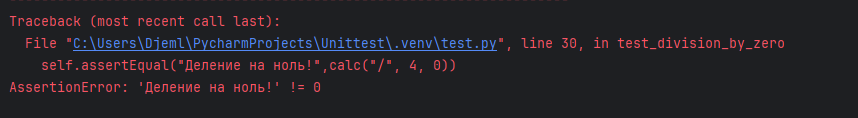 Traceback (most recent call last):
  File "C:\Users\Djeml\PycharmProjects\Unittest\.venv\test.py", line 30, in test_division_by_zero
    self.assertEqual("Деление на ноль!",calc("/", 4, 0))
AssertionError: 'Деление на ноль!' != 0